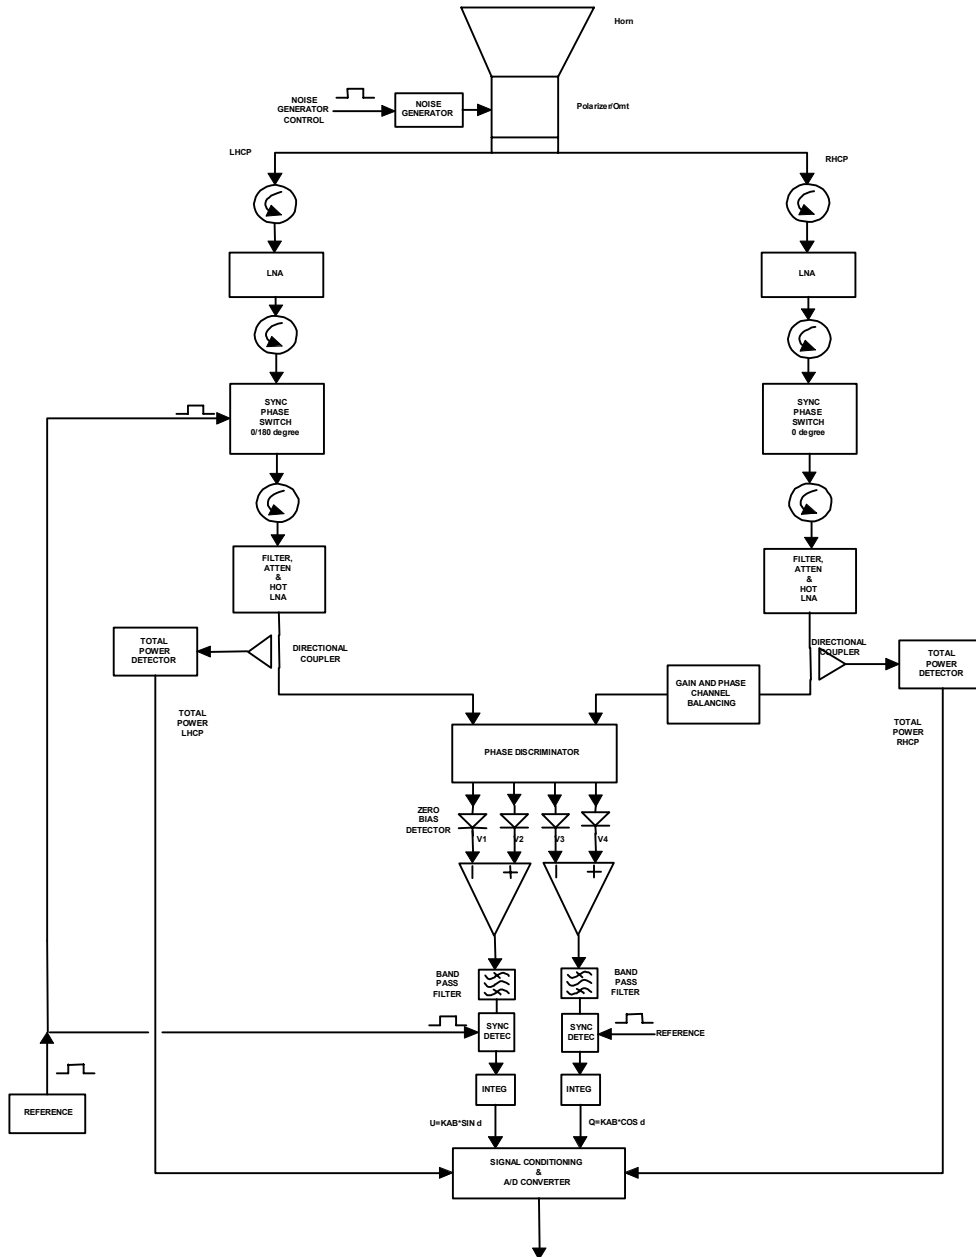 Horn
Polarizer/Omt
NOISE
GENERATOR
CONTROL
NOISE
GENERATOR
LHCP
RHCP
LNA
LNA
SYNC
PHASE
SWITCH
0/180 degree
SYNC
PHASE
SWITCH
0 degree
FILTER,
ATTEN
&
HOT
LNA
FILTER,
ATTEN
&
HOT
LNA
TOTAL
POWER
DETECTOR
DIRECTIONAL
COUPLER
DIRECTIONAL
COUPLER
TOTAL
POWER
DETECTOR
GAIN AND PHASE
CHANNEL
BALANCING
TOTAL
POWER
LHCP
TOTAL
POWER
RHCP
PHASE DISCRIMINATOR
ZERO
BIAS
DETECTOR
V1
V2
V3
V4
BAND
PASS
FILTER
BAND
PASS
FILTER
SYNC
DETEC
SYNC
DETEC
REFERENCE
INTEG
INTEG
REFERENCE
U=KAB*SIN d
Q=KAB*COS d
SIGNAL CONDITIONING
&
A/D CONVERTER